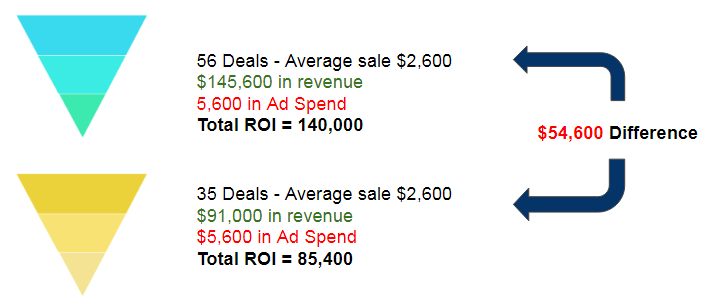 56 Deals - Average sale $2,600
$145,600 in revenue
5,600 in Ad Spend
Total ROI = 140,000
$54,600 Difference
35 Deals - Average sale $2,600
$91,000 in revenue
$5,600 in Ad Spend
Total ROI = 85,400